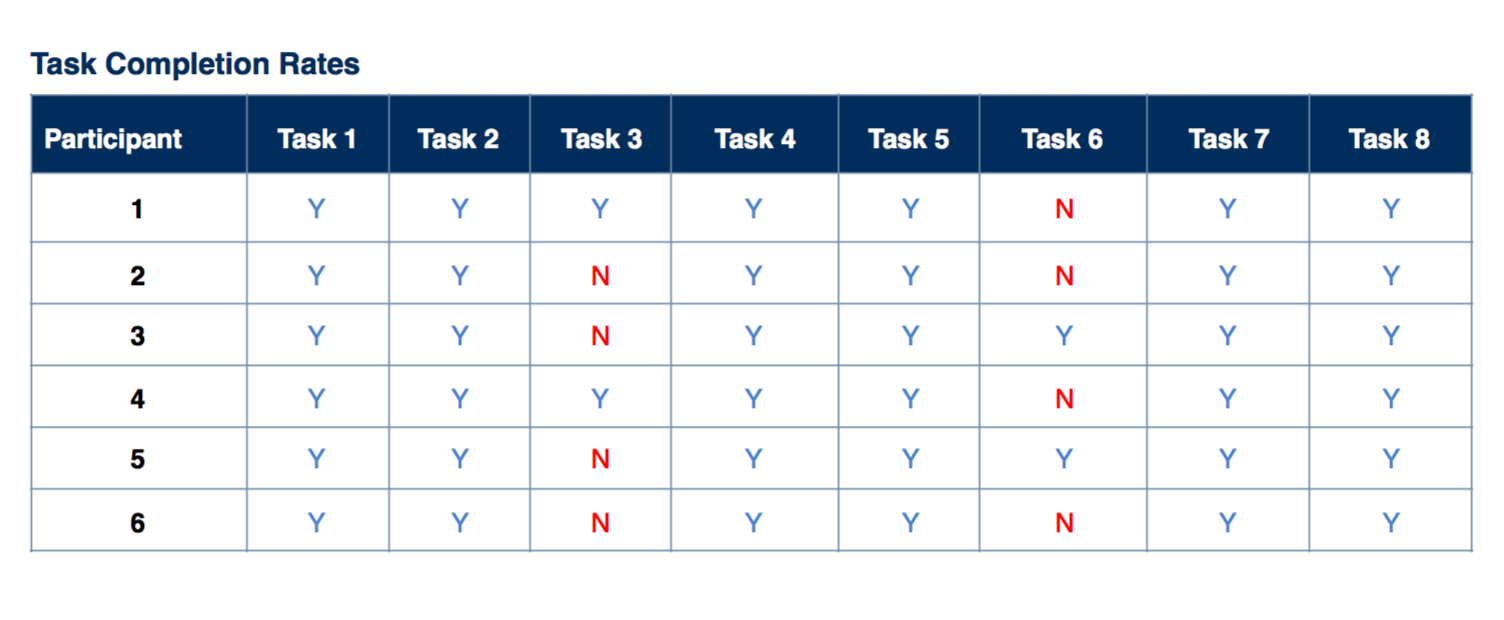 Task Completion Rates
Participant Task 1 Task 2 Task 3 Task 4 Task 5 Task 6 Task 7 Task 8
1 Y Y Y Y Y N Y Y
2 Y Y N Y Y N Y Y
3 Y Y N Y Y Y Y Y
4 Y Y Y Y Y N Y Y
5 Y Y N Y Y Y Y Y
6 Y Y N Y Y N Y Y